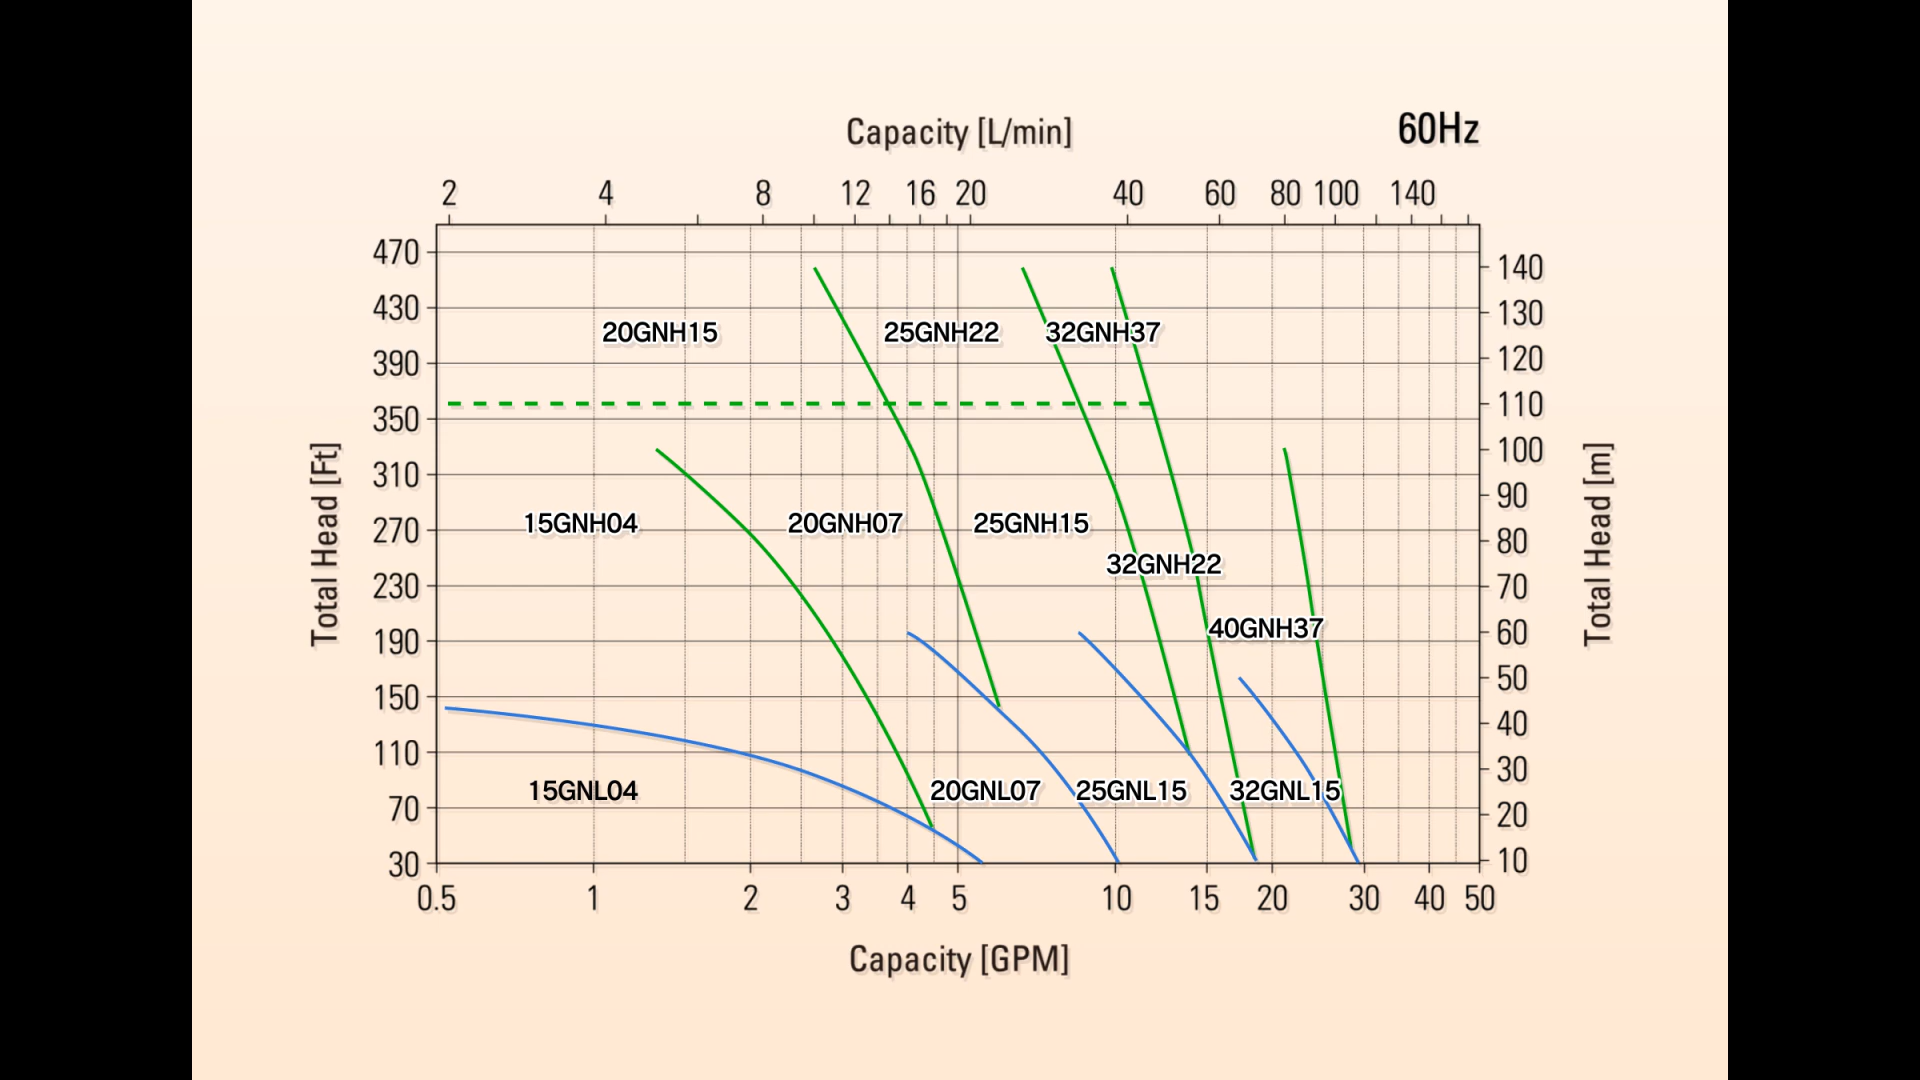 Capacity [L/min]
60Hz
2 4 8 12 16 20 40 60 80 100 140
470
430
390
350
310
270
230
190
150
110
70
30
Total Head [Ft]
140
130
120
110
100
90
80
70
60
50
40
30
20
10
Total Head [m]
20GNH15 25GNH22 32GNH37
15GNH04 20GNH07 25GNH15
32GNH22
40GNH37
15GNL04 20GNL07 25GNL15 32GNL15
0.5 1 2 3 4 5 10 15 20 30 40 50
Capacity [GPM]